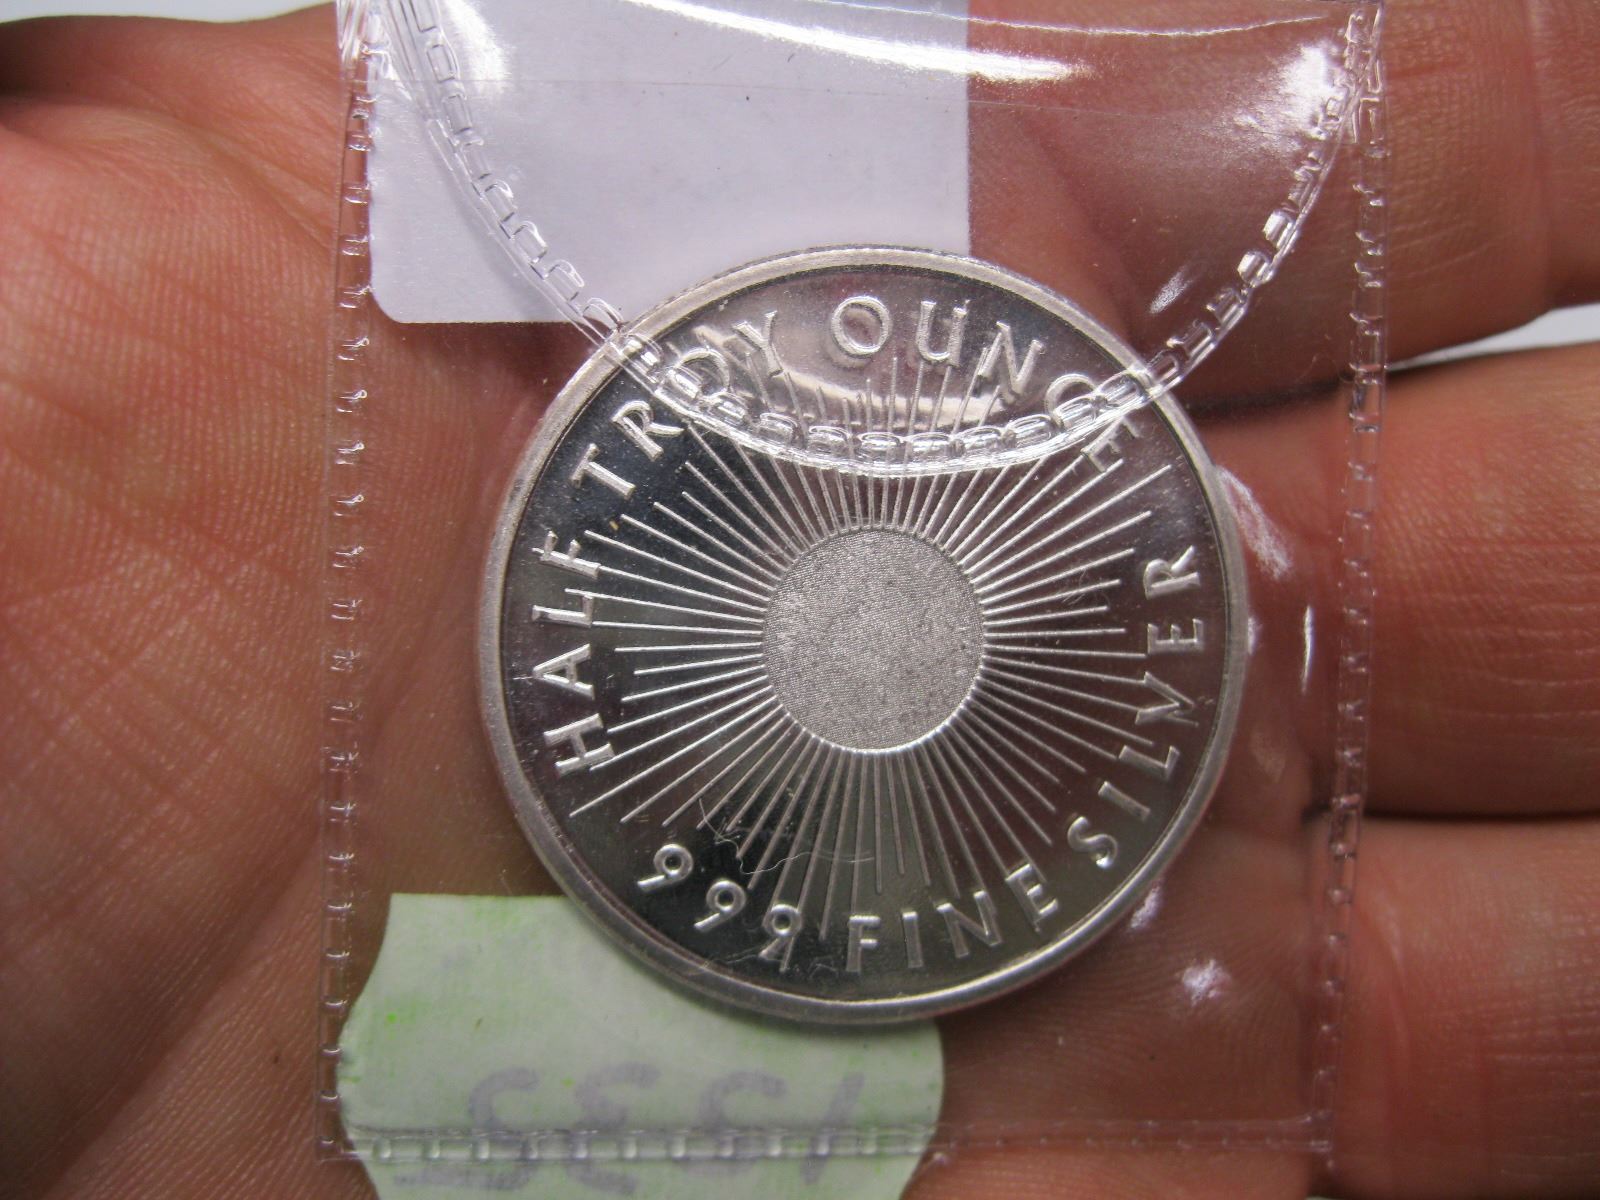 HALF TROY OUNCE
999 FINE SILVER